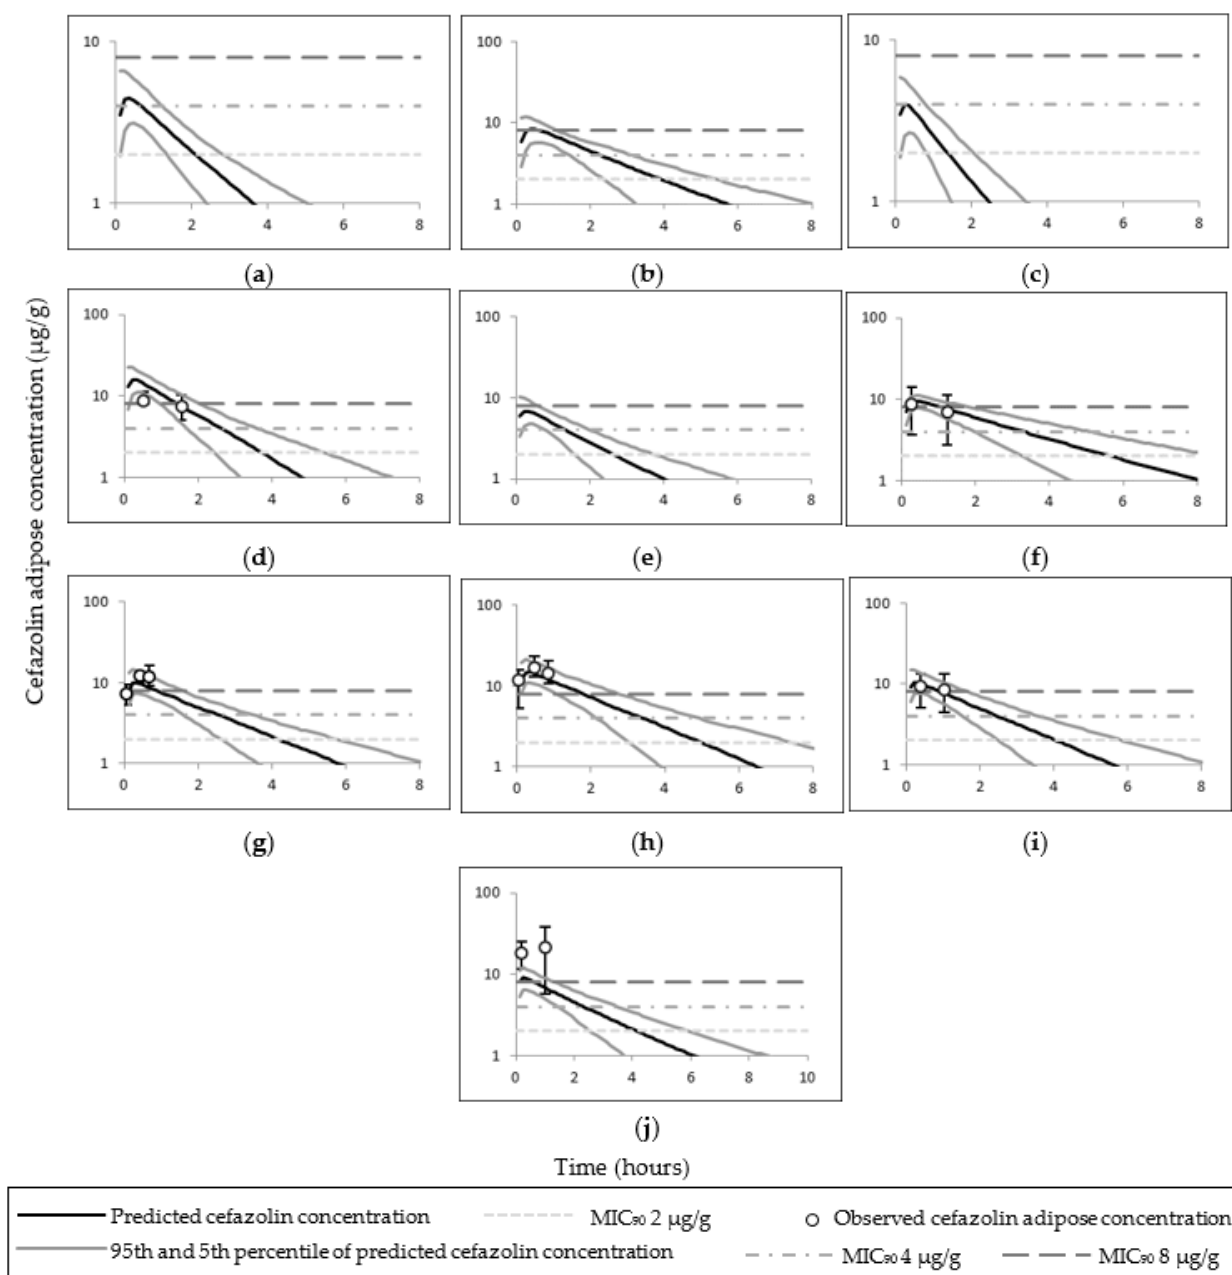 10
1
0 2 4 6 8
(a)
100
10
1
0 2 4 6 8
(b)
10
1
0 2 4 6 8
(c)
Cefazolin adipose concentration (µg/g)
100
10
1
0 2 4 6 8
(d)
100
10
1
0 2 4 6 8
(e)
100
10
1
0 2 4 6 8
(f)
100
10
1
0 2 4 6 8
(g)
100
10
1
0 2 4 6 8
(h)
100
10
1
0 2 4 6 8
(i)
100
10
1
0 2 4 6 8 10
(j)
Time (hours)
Predicted cefazolin concentration
MIC₉₀ 2 µg/g
Observed cefazolin adipose concentration
95th and 5th percentile of predicted cefazolin concentration
MIC₉₀ 4 µg/g
MIC₉₀ 8 µg/g